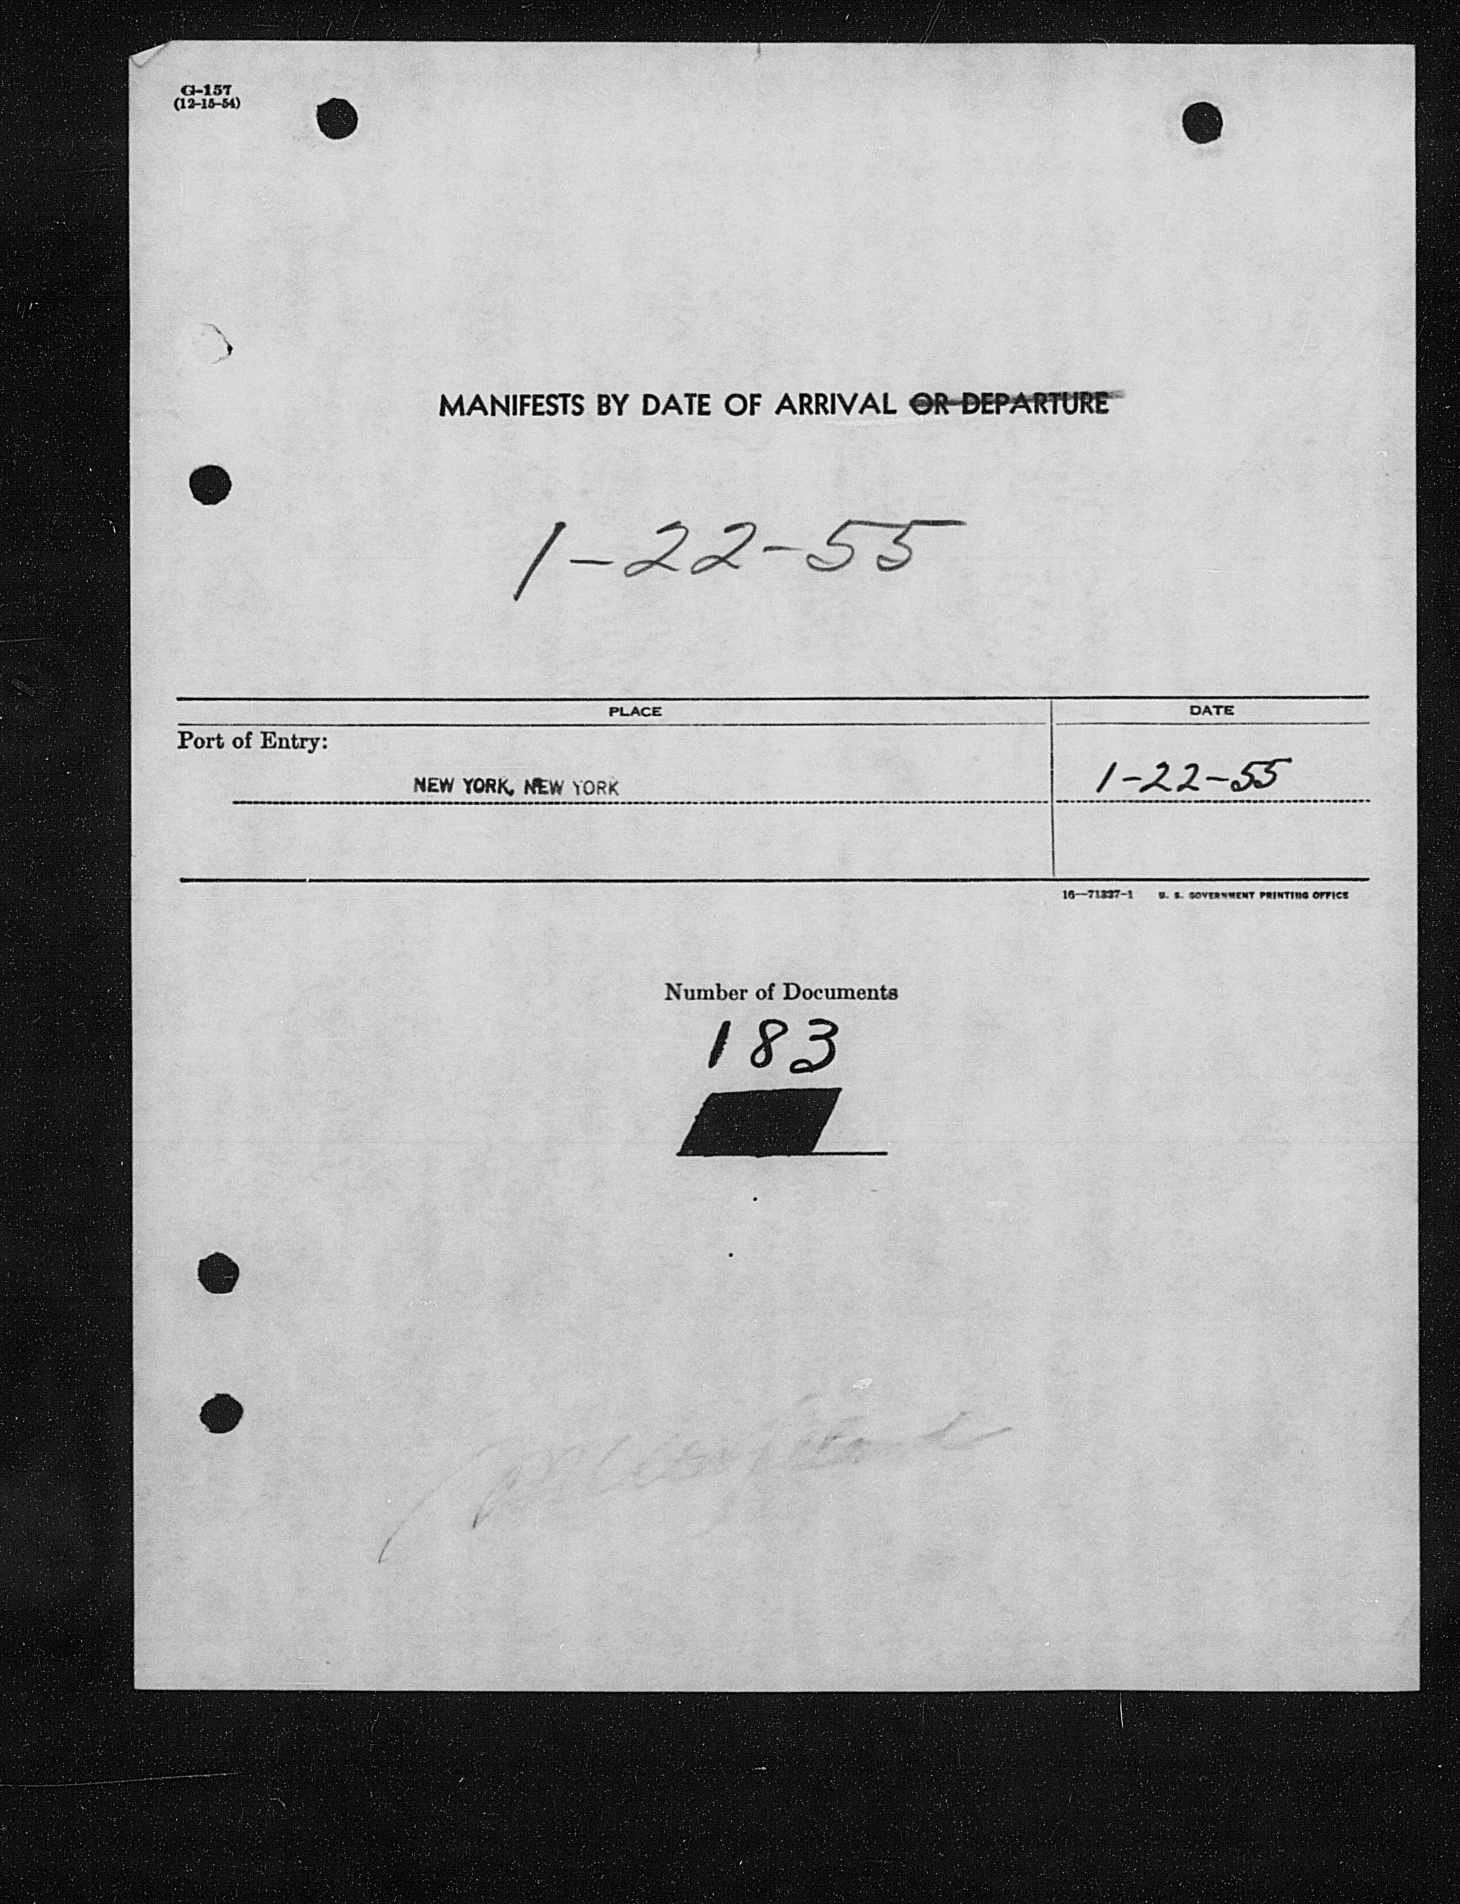 G-157
(12-15-54)
MANIFESTS BY DATE OF ARRIVAL OR DEPARTURE
1-22-55
PLACE
DATE
Port of Entry:
NEW YORK, NEW YORK
1-22-55
16—71327-1 U. S. GOVERNMENT PRINTING OFFICE
Number of Documents
183